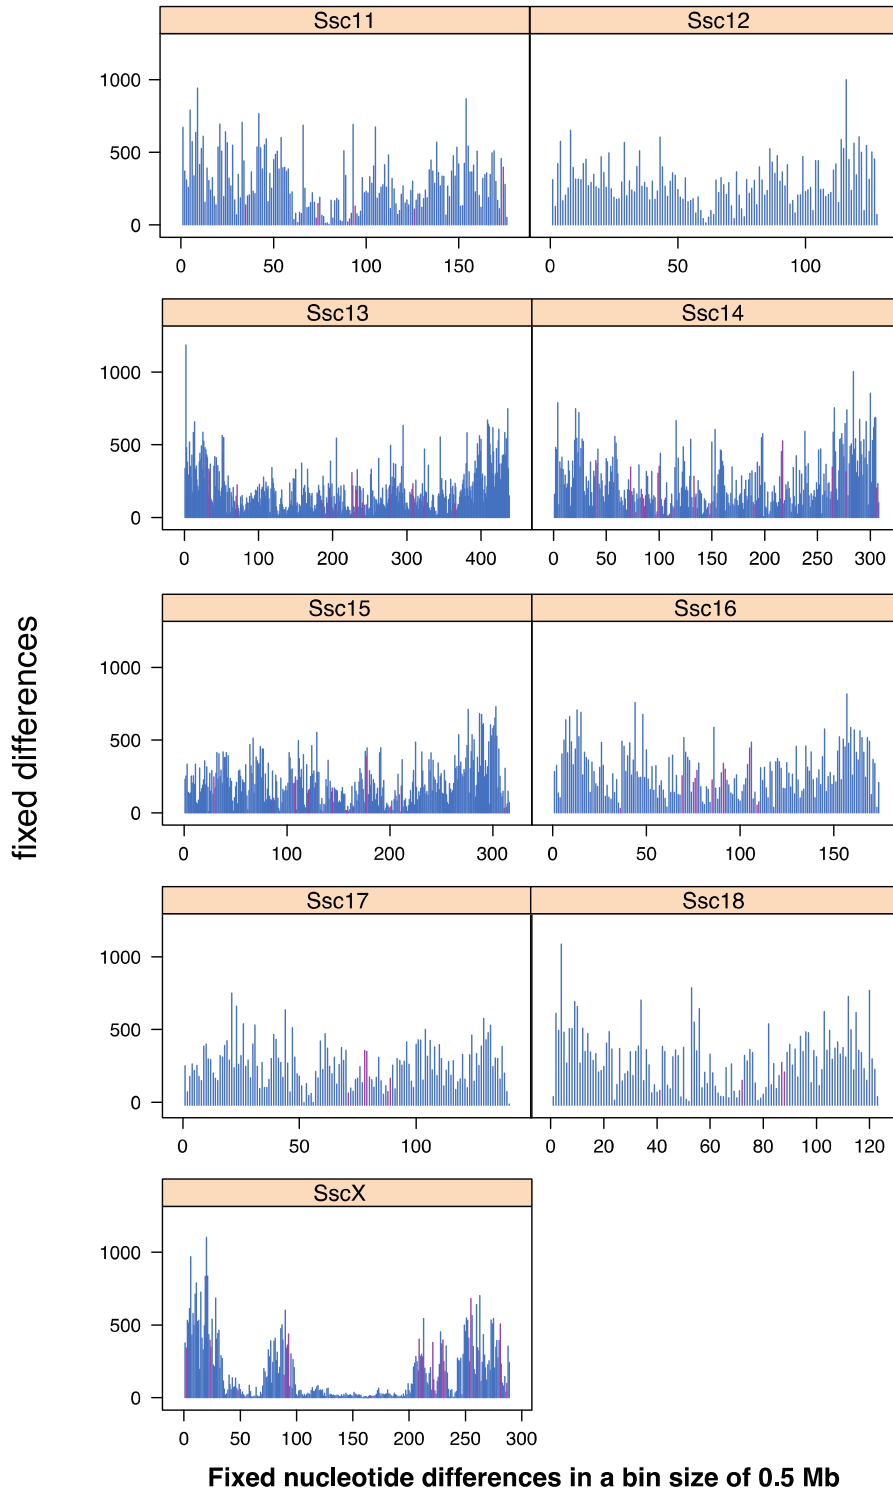 Ssc11 Ssc12
1000
500
0
0 50 100 150 0 50 100
Ssc13 Ssc14
1000
500
0
0 100 200 300 400 0 50 100 150 200 250 300
Ssc15 Ssc16
1000
500
0
0 100 200 300 0 50 100 150
fixed differences
Ssc17 Ssc18
1000
500
0
0 50 100 0 20 40 60 80 100 120
SscX
1000
500
0
0 50 100 150 200 250 300
Fixed nucleotide differences in a bin size of 0.5 Mb